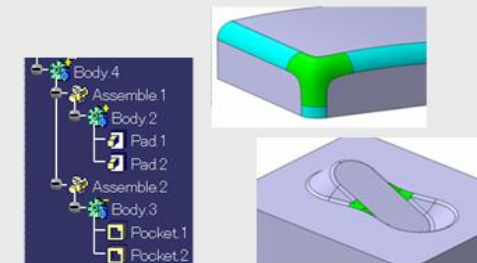 Body.4
Assemble.1
Body.2
Pad.1
Pad.2
Assemble.2
Body.3
Pocket.1
Pocket.2